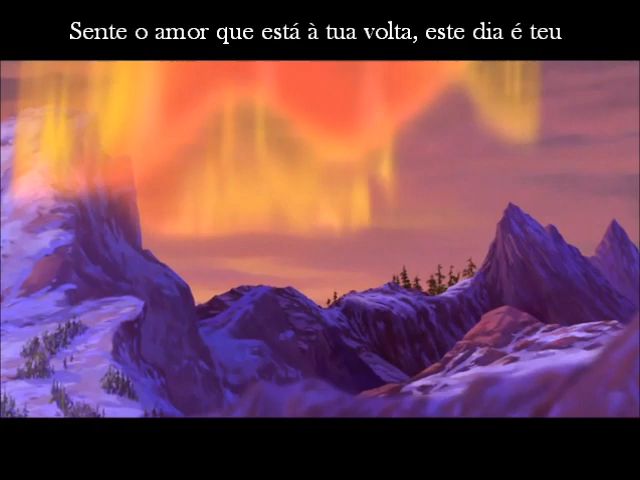 Sente o amor que está à tua volta, este dia é teu